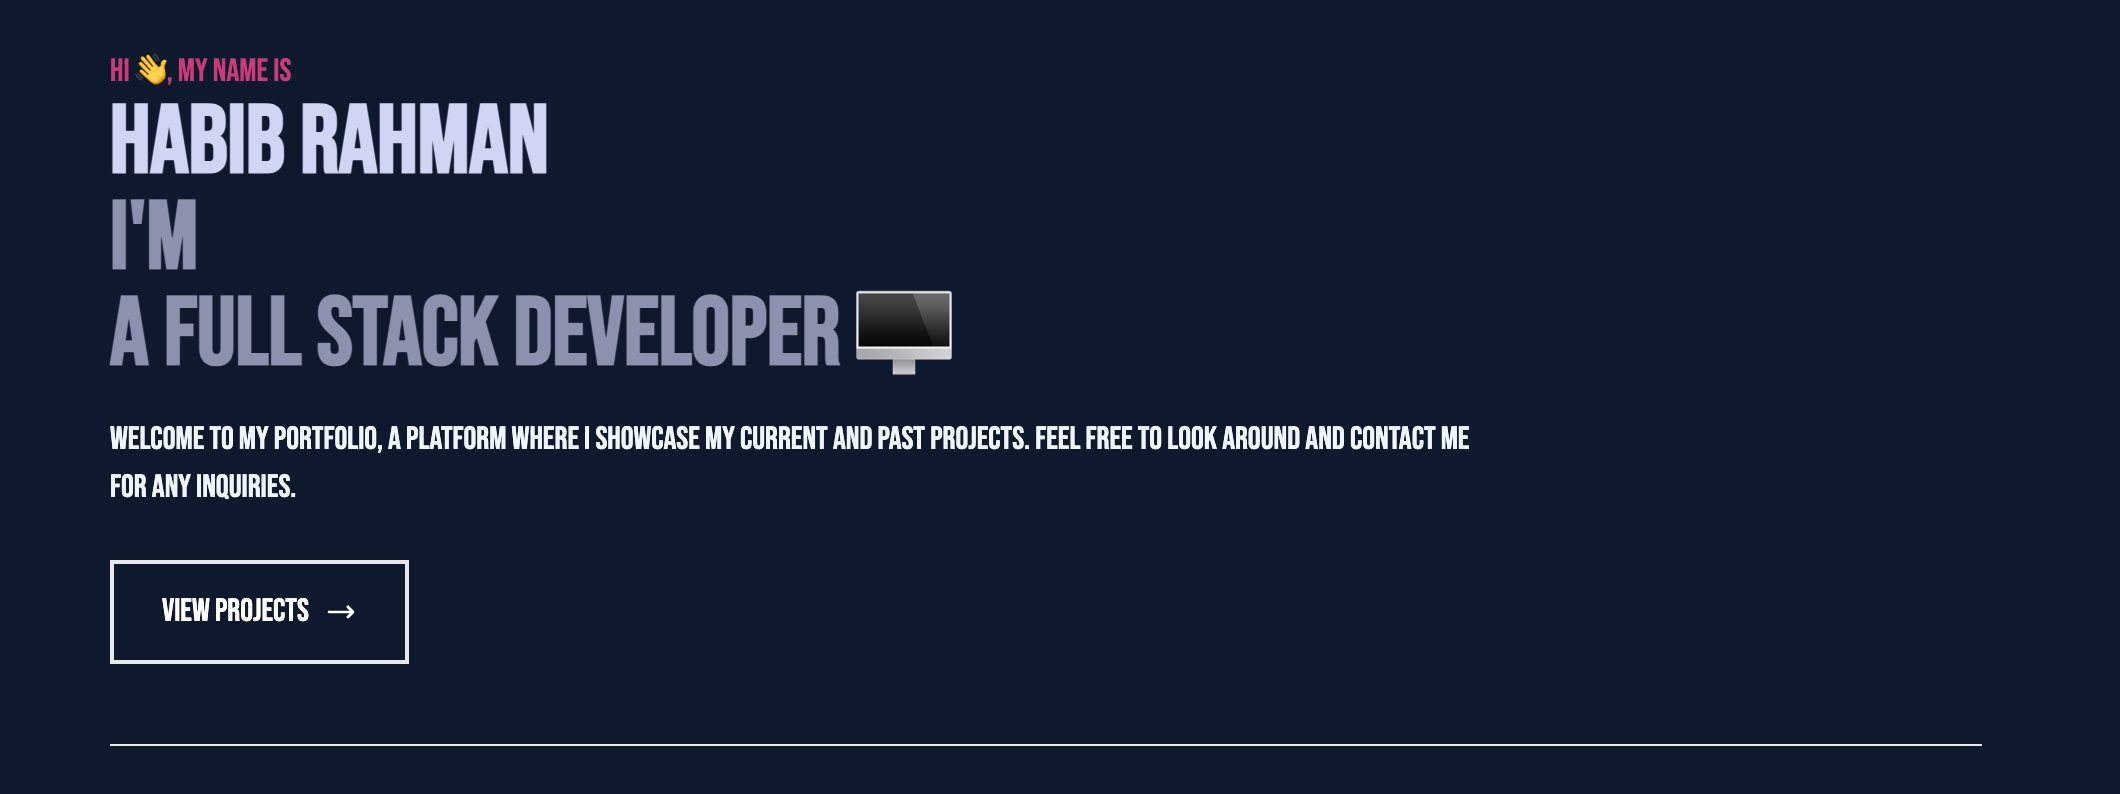 HI 👋, MY NAME IS
HABIB RAHMAN
I'M
A FULL STACK DEVELOPER 🖥️
WELCOME TO MY PORTFOLIO, A PLATFORM WHERE I SHOWCASE MY CURRENT AND PAST PROJECTS. FEEL FREE TO LOOK AROUND AND CONTACT ME
FOR ANY INQUIRIES.
VIEW PROJECTS →